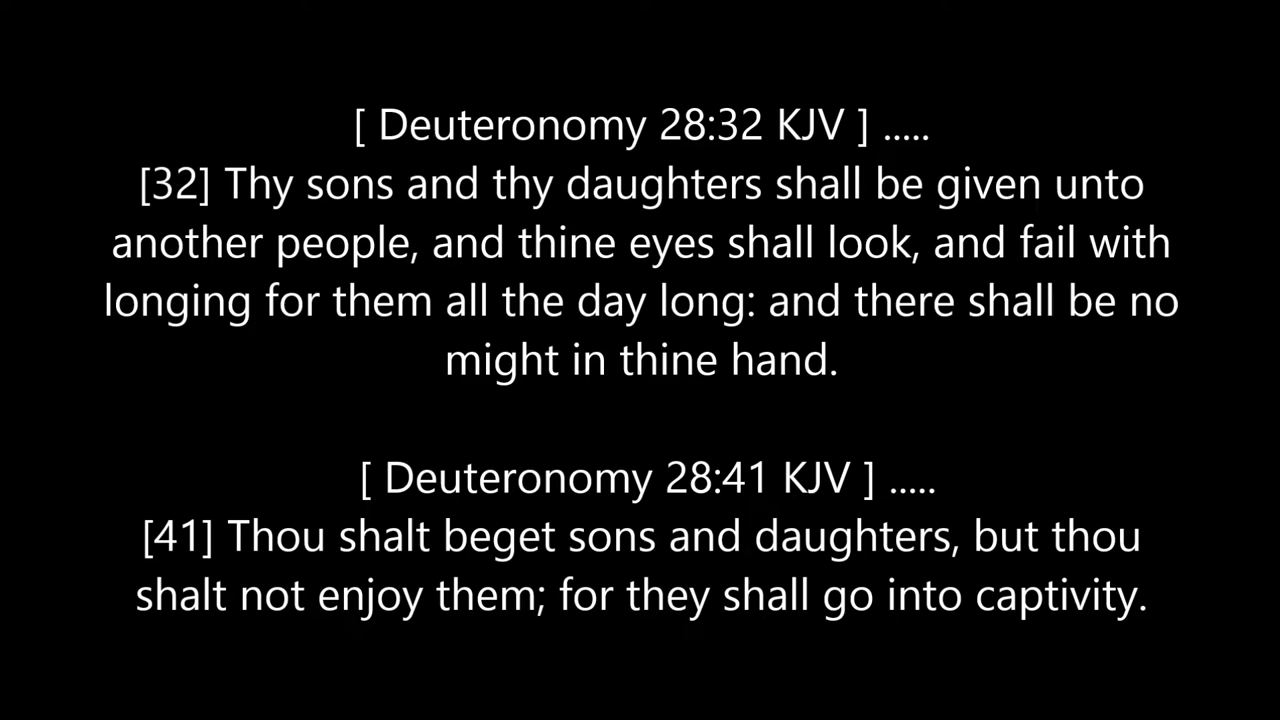 [ Deuteronomy 28:32 KJV ] .....
[32] Thy sons and thy daughters shall be given unto
another people, and thine eyes shall look, and fail with
longing for them all the day long: and there shall be no
might in thine hand.
[ Deuteronomy 28:41 KJV ] .....
[41] Thou shalt beget sons and daughters, but thou
shalt not enjoy them; for they shall go into captivity.